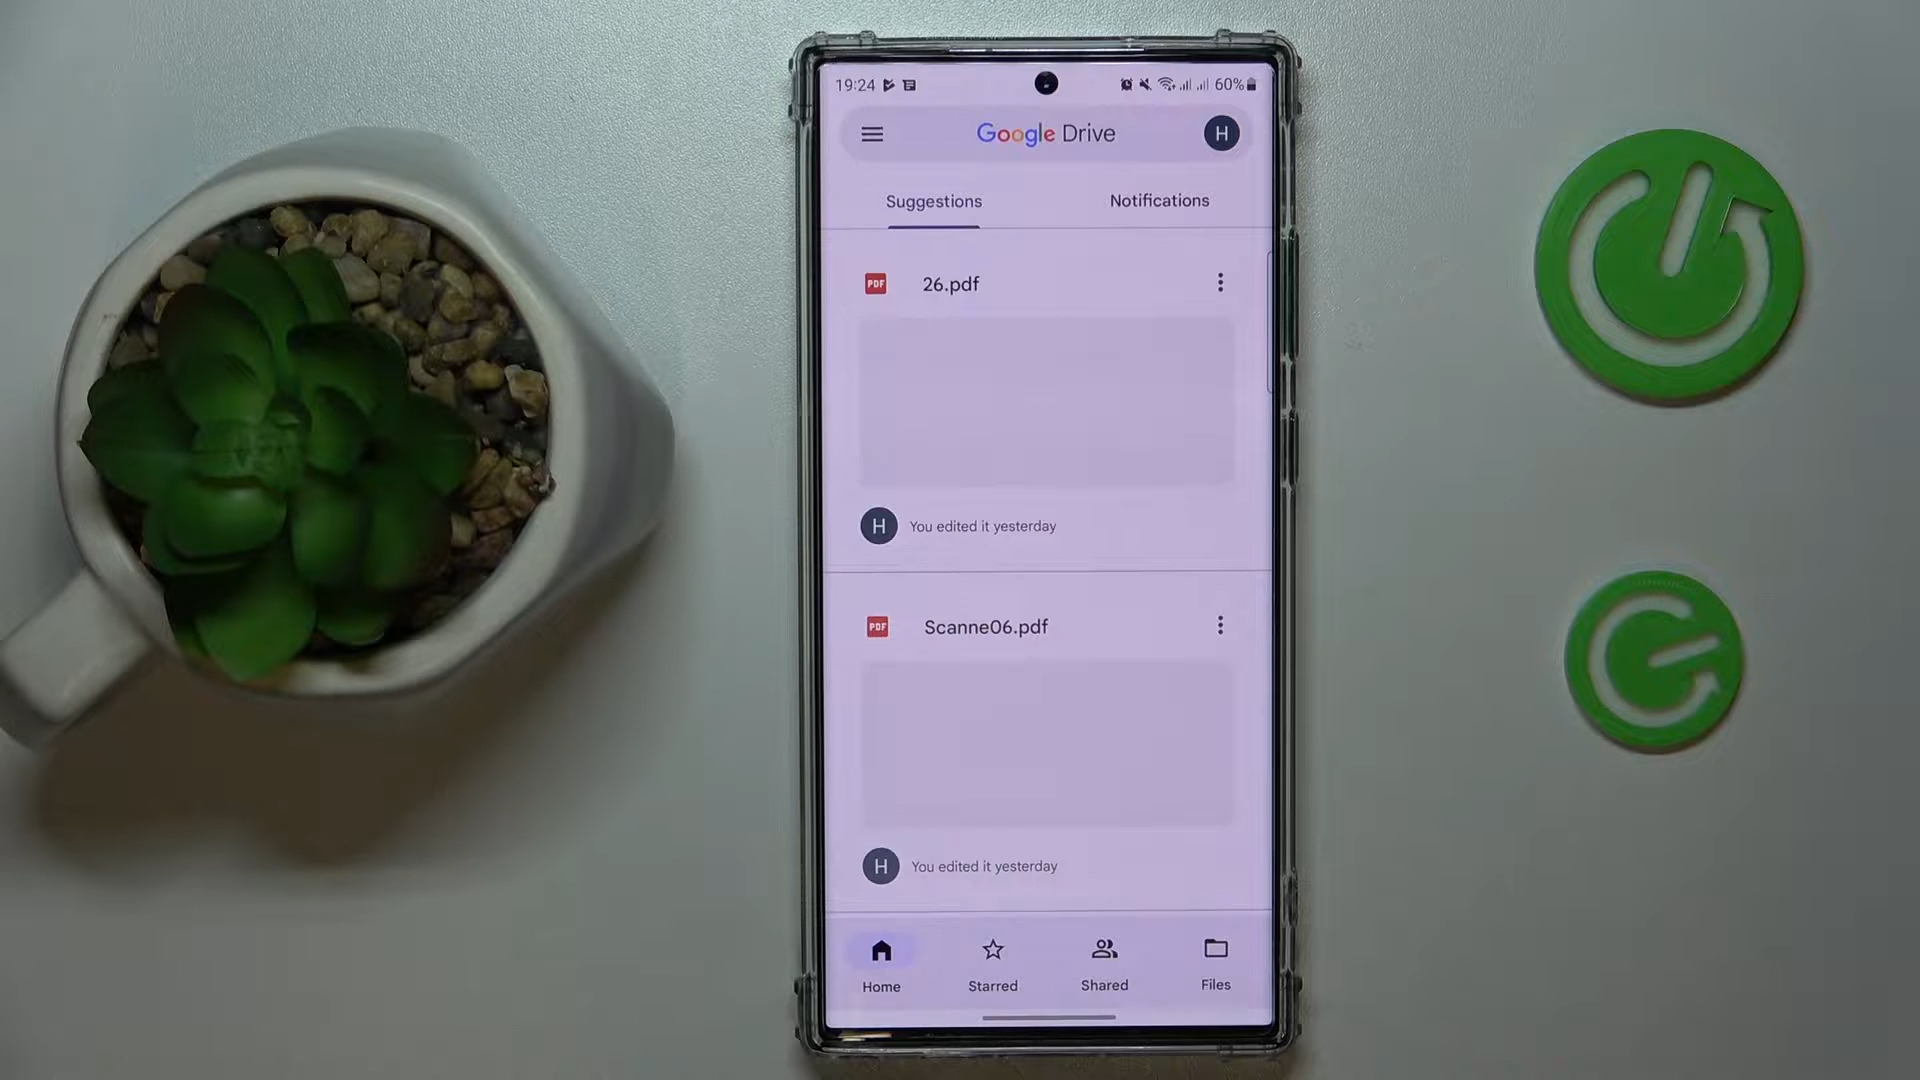 19:24 60%
Google Drive H
Suggestions Notifications
PDF 26.pdf
H You edited it yesterday
PDF Scanne06.pdf
H You edited it yesterday
Home Starred Shared Files